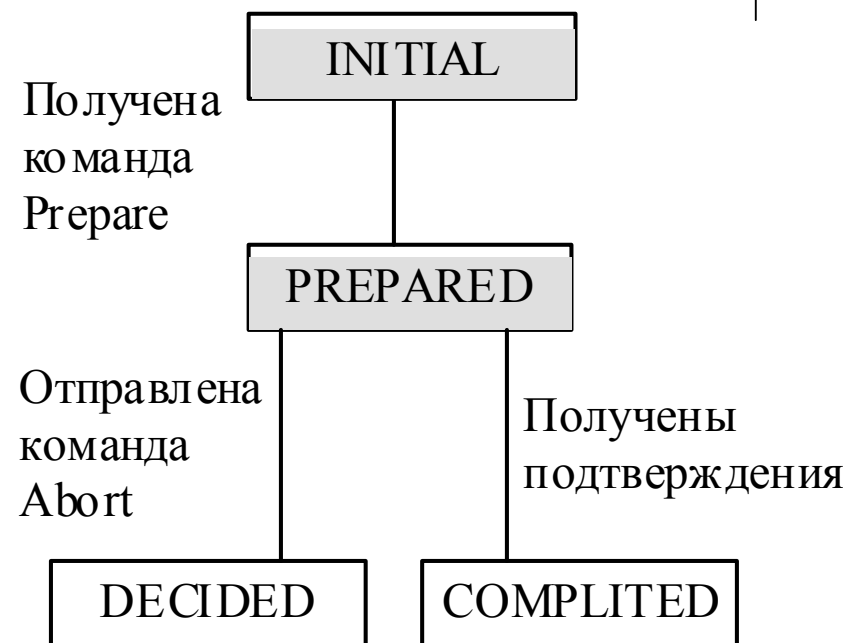 INITIAL
Получена
команда
Prepare
PREPARED
Отправлена
команда
Abort
Получены
подтверждения
DECIDED
COMPLITED